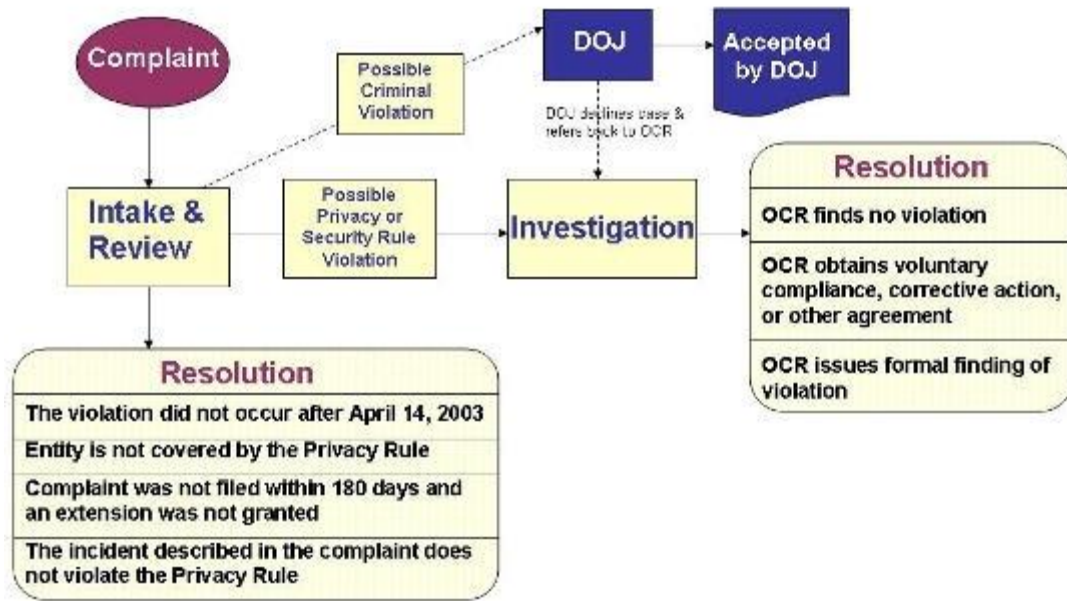 Complaint
Possible
Criminal
Violation
DOJ
Accepted
by DOJ
DOJ declines case &
refers back to OCR
Intake &
Review
Possible
Privacy or
Security Rule
Violation
Investigation
Resolution
OCR finds no violation
OCR obtains voluntary
compliance, corrective action,
or other agreement
OCR issues formal finding of
violation
Resolution
The violation did not occur after April 14, 2003
Entity is not covered by the Privacy Rule
Complaint was not filed within 180 days and
an extension was not granted
The incident described in the complaint does
not violate the Privacy Rule